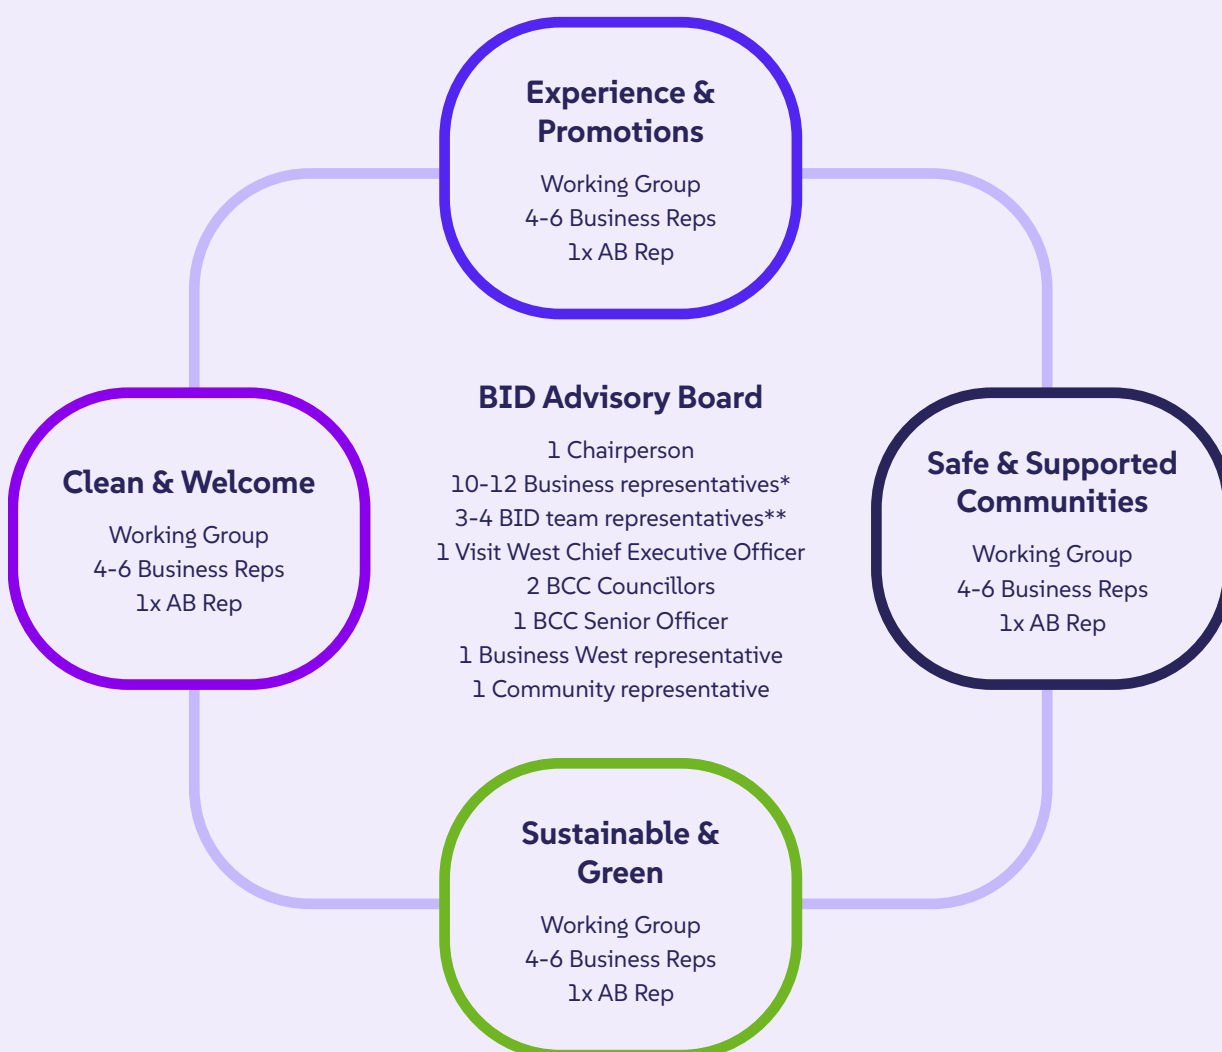 Experience &
Promotions
Working Group
4-6 Business Reps
1x AB Rep
BID Advisory Board
1 Chairperson
10-12 Business representatives*
3-4 BID team representatives**
1 Visit West Chief Executive Officer
2 BCC Councillors
1 BCC Senior Officer
1 Business West representative
1 Community representative
Clean & Welcome
Working Group
4-6 Business Reps
1x AB Rep
Safe & Supported
Communities
Working Group
4-6 Business Reps
1x AB Rep
Sustainable &
Green
Working Group
4-6 Business Reps
1x AB Rep